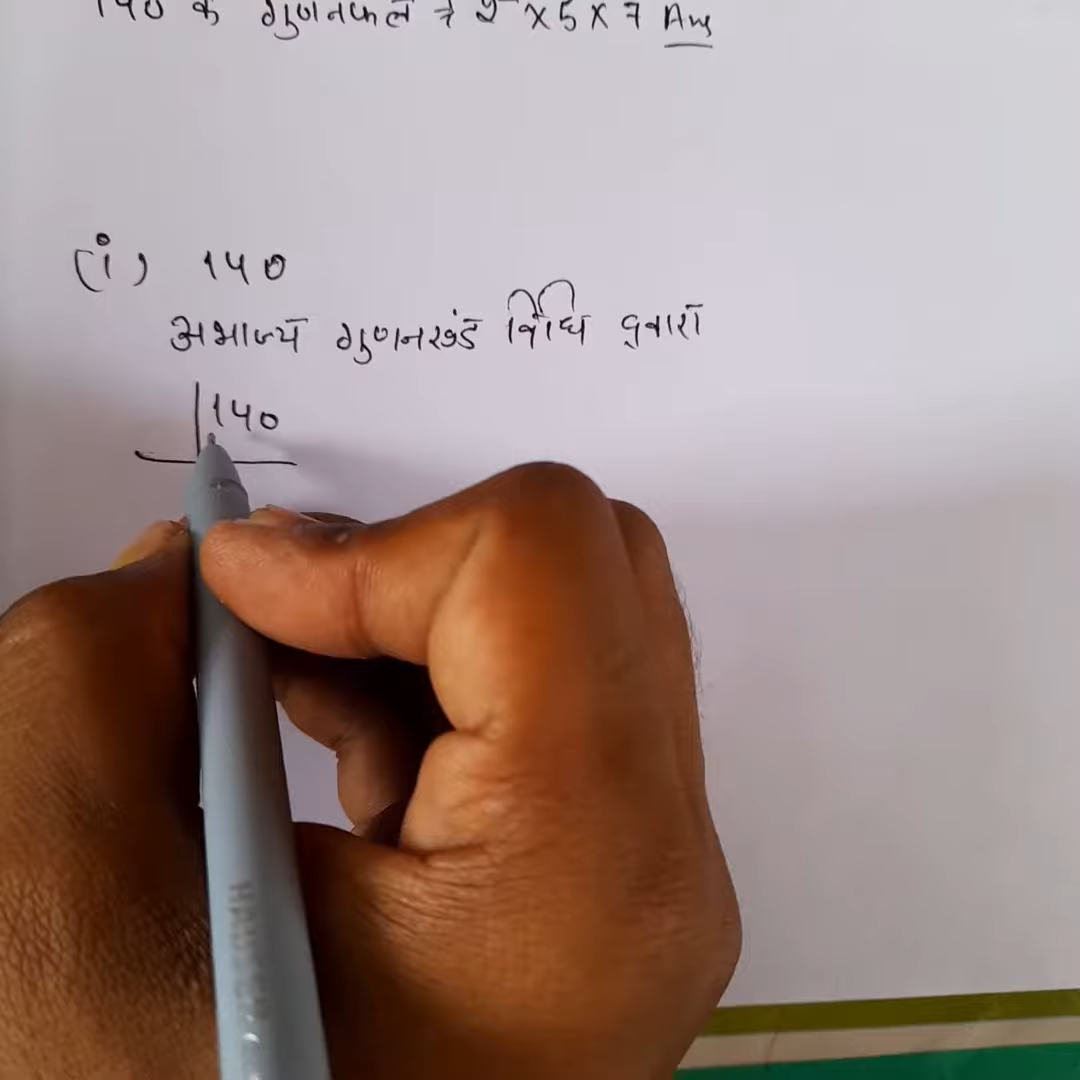 140 के गुणनफल = 2 × 5 × 7 Ans
(i) 140
अभाज्य गुणनखंड विधि द्वारा
140